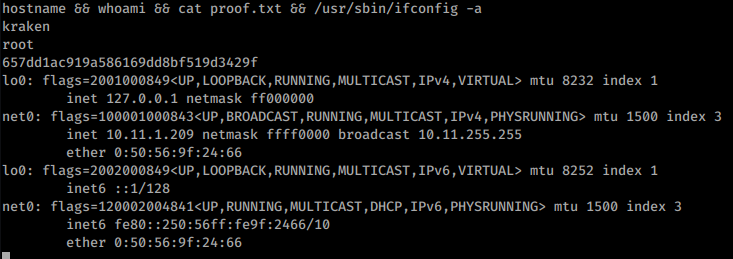 hostname && whoami && cat proof.txt && /usr/sbin/ifconfig -a
kraken
root
657dd1ac919a586169dd8bf519d3429f
lo0: flags=2001000849<UP,LOOPBACK,RUNNING,MULTICAST,IPv4,VIRTUAL> mtu 8232 index 1
        inet 127.0.0.1 netmask ff000000
net0: flags=100001000843<UP,BROADCAST,RUNNING,MULTICAST,IPv4,PHYSRUNNING> mtu 1500 index 3
        inet 10.11.1.209 netmask ffff0000 broadcast 10.11.255.255
        ether 0:50:56:9f:24:66
lo0: flags=2002000849<UP,LOOPBACK,RUNNING,MULTICAST,IPv6,VIRTUAL> mtu 8252 index 1
        inet6 ::1/128
net0: flags=120002004841<UP,RUNNING,MULTICAST,DHCP,IPv6,PHYSRUNNING> mtu 1500 index 3
        inet6 fe80::250:56ff:fe9f:2466/10
        ether 0:50:56:9f:24:66